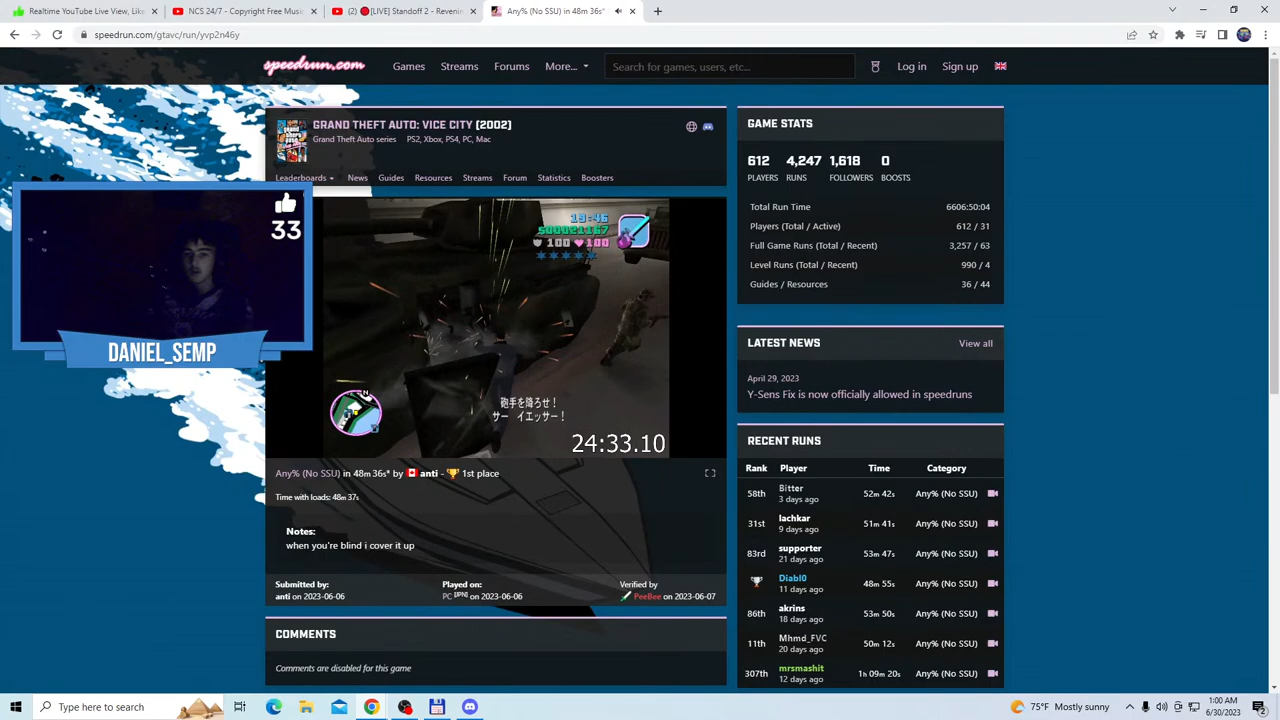 Realtime YouTube Live View, Like
NCS 24/7 - Copyright Free Music
(2) 🔴[LIVE] Standoff 2 - Revenin
Any% (No SSU) in 48m 36s*
speedrun.com/gtavc/run/yvp2n46y
speedrun.com
Games
Streams
Forums
More...
Search for games, users, etc...
Log in
Sign up
GRAND THEFT AUTO: VICE CITY (2002)
Grand Theft Auto series PS2, Xbox, PS4, PC, Mac
Leaderboards
News
Guides
Resources
Streams
Forum
Statistics
Boosters
33
DANIEL_SEMP
19:46
$00021167
100 100
N
砲手を降ろせ!
サー イエッサー!
24:33.10
Any% (No SSU) in 48m 36s* by anti - 1st place
Time with loads: 48m 37s
Notes:
when you're blind i cover it up
Submitted by:
anti on 2023-06-06
Played on:
PC [JPN] on 2023-06-06
Verified by
PeeBee on 2023-06-07
COMMENTS
Comments are disabled for this game
GAME STATS
612 4,247 1,618 0
PLAYERS RUNS FOLLOWERS BOOSTS
Total Run Time 6606:50:04
Players (Total / Active) 612 / 31
Full Game Runs (Total / Recent) 3,257 / 63
Level Runs (Total / Recent) 990 / 4
Guides / Resources 36 / 44
LATEST NEWS View all
April 29, 2023
Y-Sens Fix is now officially allowed in speedruns
RECENT RUNS
Rank Player Time Category
58th Bitter 52m 42s Any% (No SSU)
3 days ago
31st lachkar 51m 41s Any% (No SSU)
9 days ago
83rd supporter 53m 47s Any% (No SSU)
21 days ago
Diabl0 48m 55s Any% (No SSU)
11 days ago
86th akrins 53m 50s Any% (No SSU)
18 days ago
11th Mhmd_FVC 50m 12s Any% (No SSU)
20 days ago
307th mrsmashit 1h 09m 20s Any% (No SSU)
12 days ago
Type here to search
75°F Mostly sunny
1:00 AM
6/30/2023
2